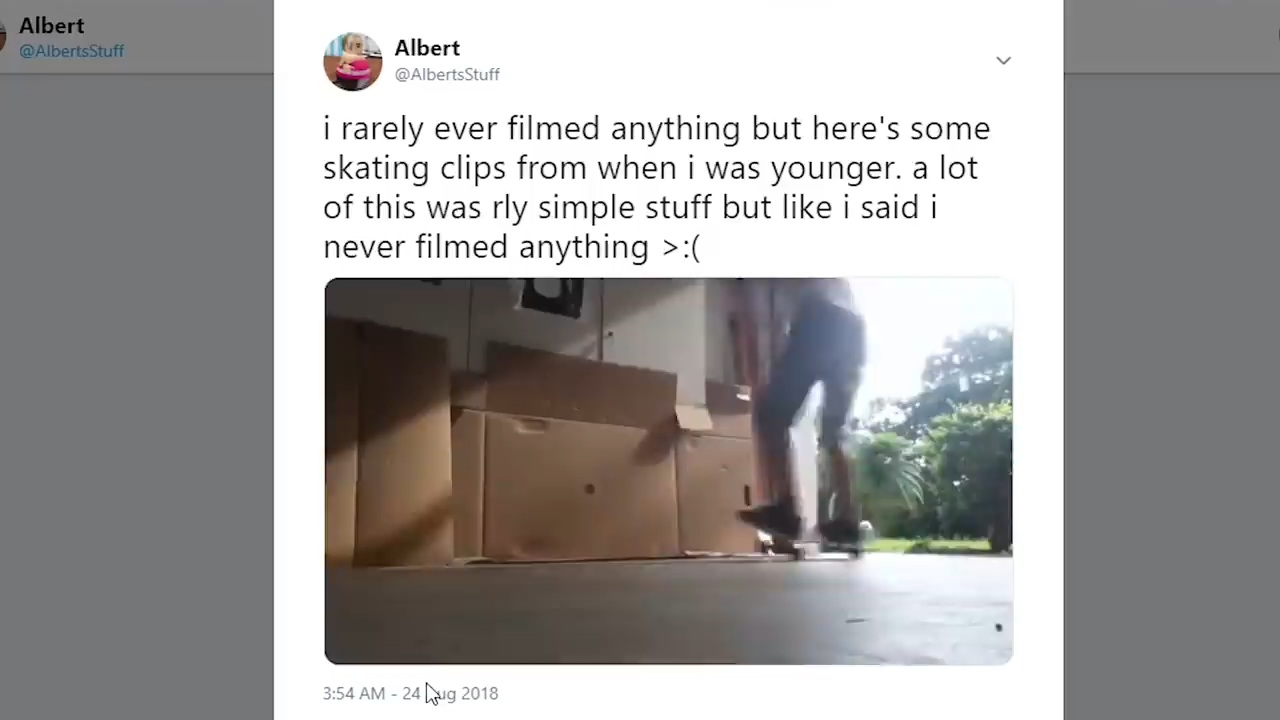 Albert
@AlbertsStuff
Albert
@AlbertsStuff
i rarely ever filmed anything but here's some
skating clips from when i was younger. a lot
of this was rly simple stuff but like i said i
never filmed anything >:(
3:54 AM - 24 Aug 2018